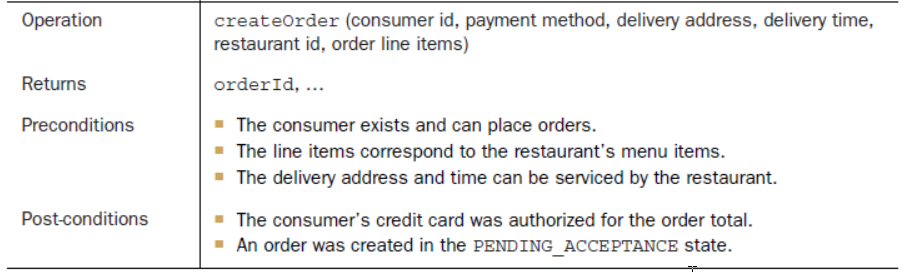 Operation createOrder (consumer id, payment method, delivery address, delivery time,
restaurant id, order line items)
Returns orderId, ...
Preconditions ■ The consumer exists and can place orders.
■ The line items correspond to the restaurant's menu items.
■ The delivery address and time can be serviced by the restaurant.
Post-conditions ■ The consumer's credit card was authorized for the order total.
■ An order was created in the PENDING_ACCEPTANCE state.